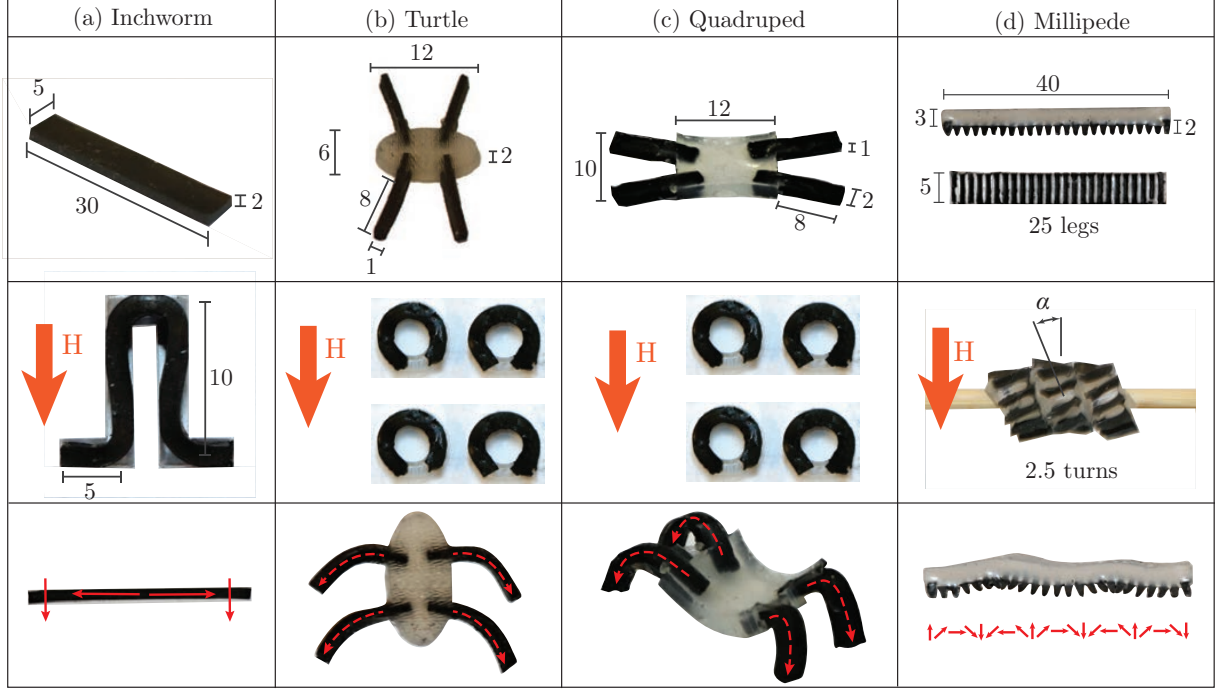 (a) Inchworm
(b) Turtle
(c) Quadruped
(d) Millipede
5
30
2
12
6
2
8
1
12
10
1
2
8
40
3
2
5
25 legs
H
10
5
H
H
H
α
2.5 turns